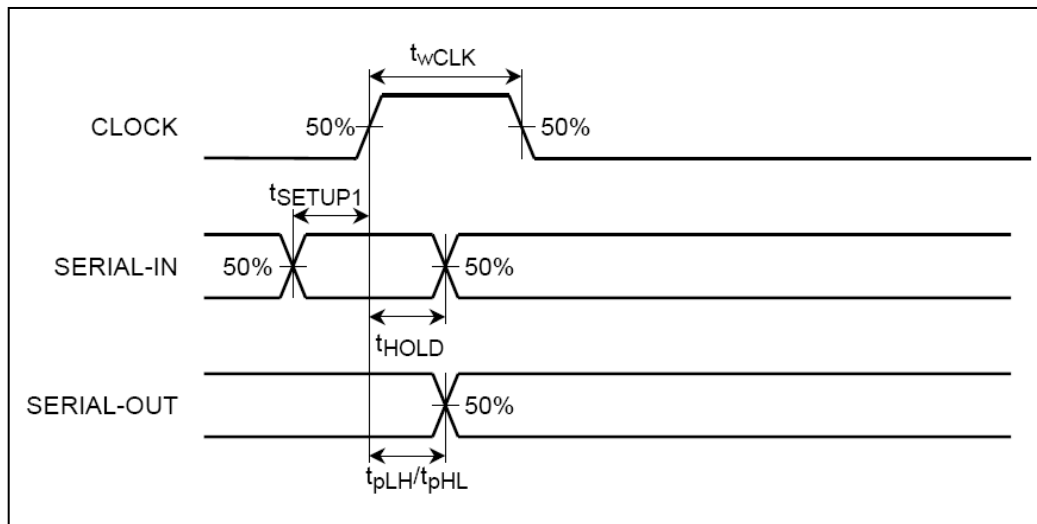 twCLK
CLOCK
50%
50%
tSETUP1
SERIAL-IN
50%
50%
tHOLD
SERIAL-OUT
50%
tpLH/tpHL